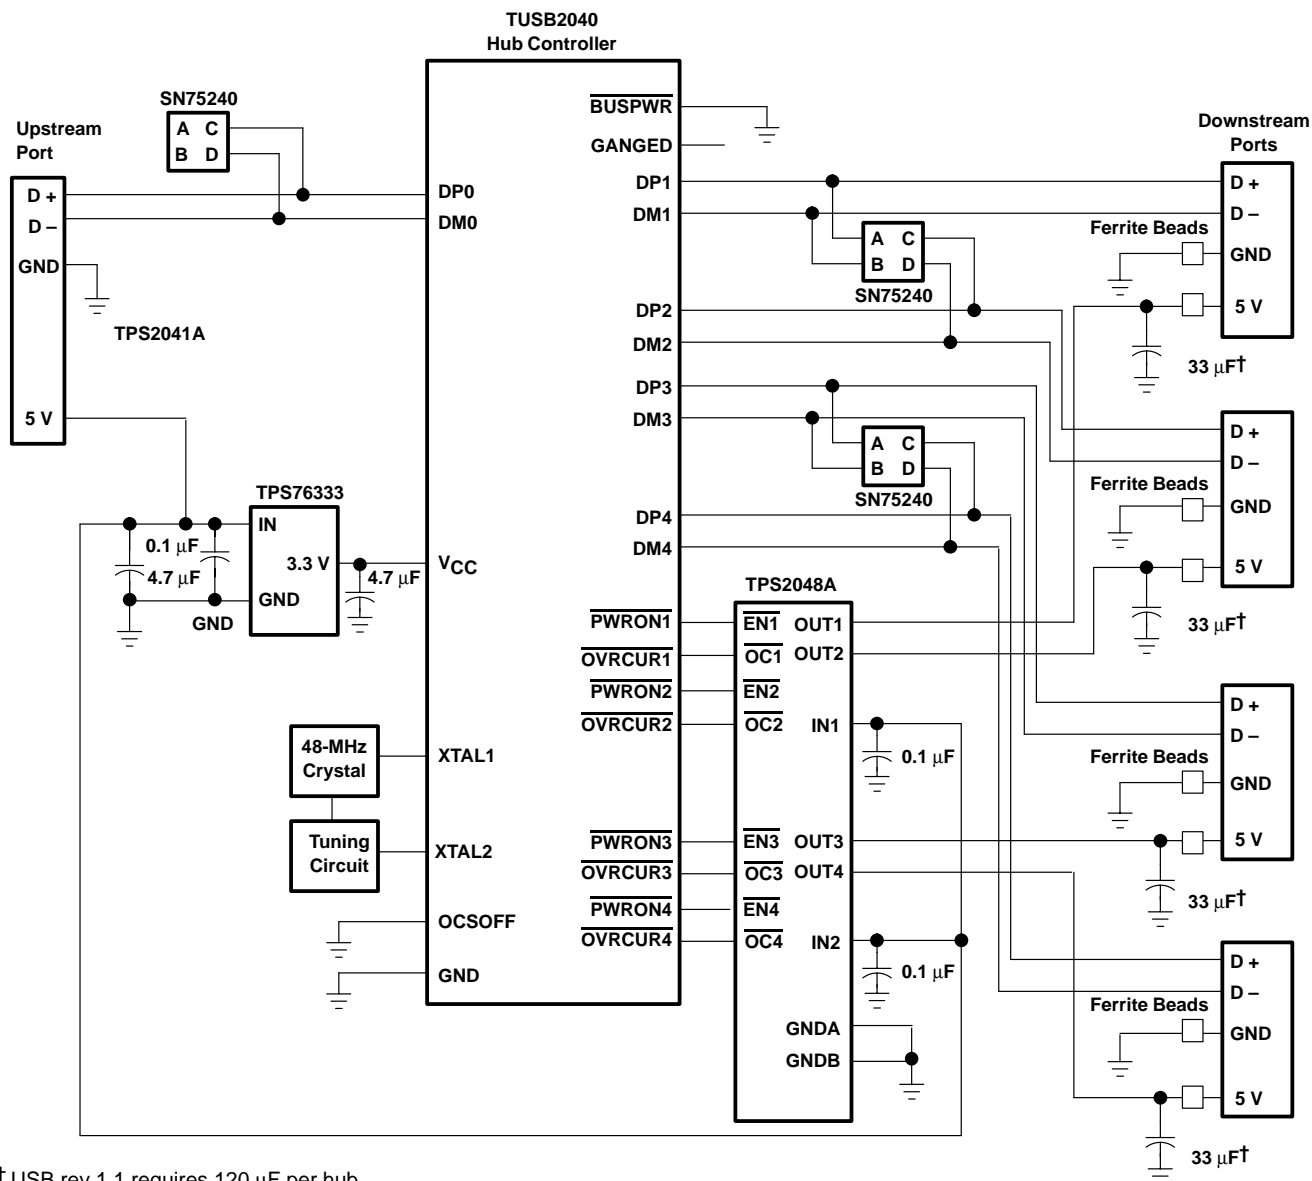 TUSB2040
Hub Controller
SN75240
A C
B D
Upstream
Port
D +
D –
GND
5 V
TPS2041A
DP0
DM0
BUSPWR
GANGED
DP1
DM1
DP2
DM2
DP3
DM3
DP4
DM4
A C
B D
SN75240
A C
B D
SN75240
TPS76333
IN
3.3 V
GND
0.1 µF
4.7 µF
GND
4.7 µF
VCC
48-MHz
Crystal
Tuning
Circuit
XTAL1
XTAL2
OCSOFF
GND
PWRON1
OVRCUR1
PWRON2
OVRCUR2
PWRON3
OVRCUR3
PWRON4
OVRCUR4
TPS2048A
EN1 OUT1
OC1 OUT2
EN2
OC2 IN1
EN3 OUT3
OC3 OUT4
EN4
OC4 IN2
GNDA
GNDB
0.1 µF
0.1 µF
Downstream
Ports
D +
D –
Ferrite Beads
GND
5 V
33 µF†
D +
D –
Ferrite Beads
GND
5 V
33 µF†
D +
D –
Ferrite Beads
GND
5 V
33 µF†
D +
D –
Ferrite Beads
GND
5 V
33 µF†
† USB rev 1.1 requires 120 µF per hub